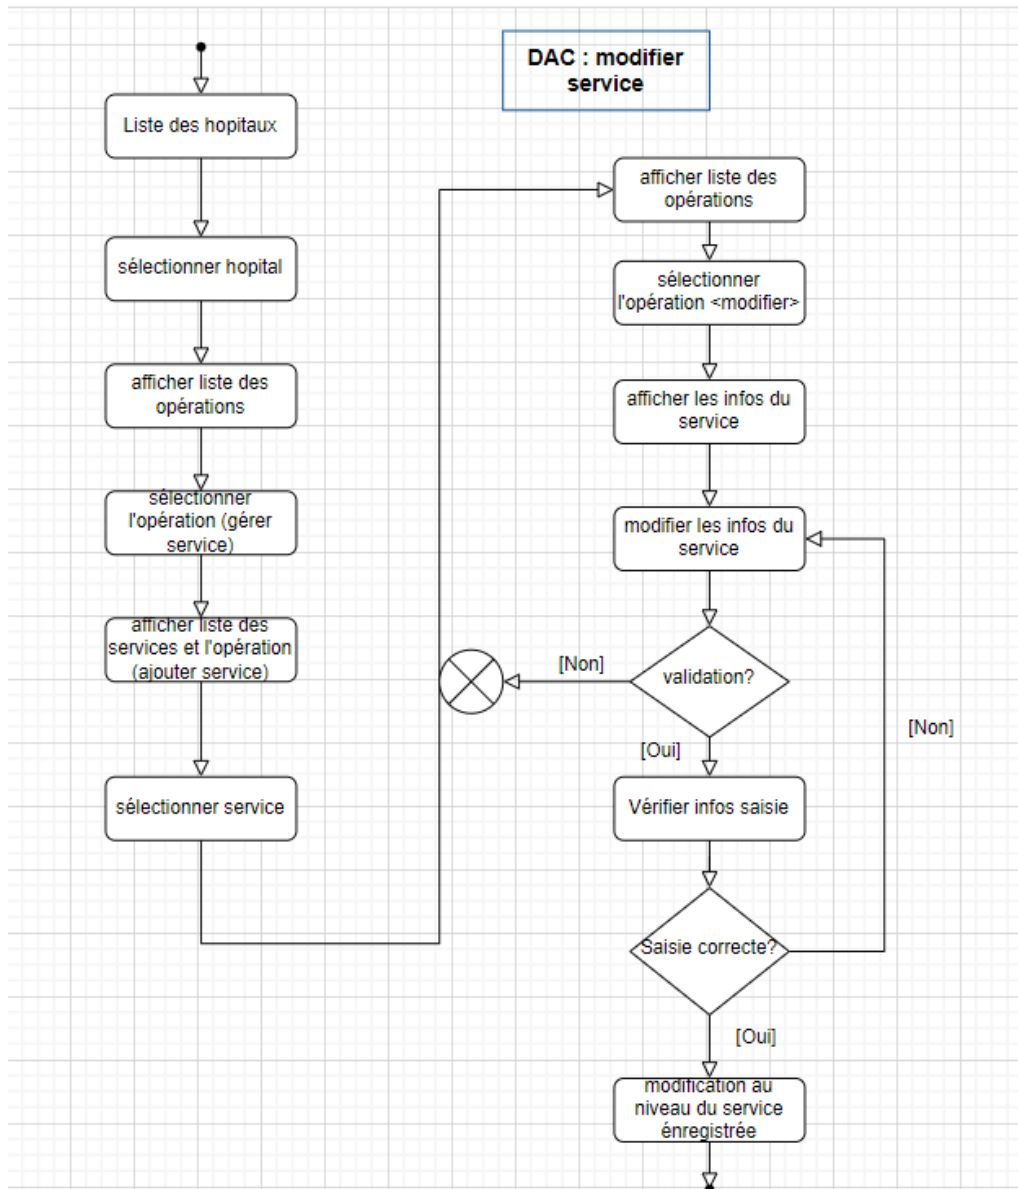 DAC : modifier
service
Liste des hopitaux
sélectionner hopital
afficher liste des
opérations
sélectionner
l'opération (gérer
service)
afficher liste des
services et l'opération
(ajouter service)
sélectionner service
afficher liste des
opérations
sélectionner
l'opération <modifier>
afficher les infos du
service
modifier les infos du
service
validation?
[Non]
[Oui]
Vérifier infos saisie
Saisie correcte?
[Non]
[Oui]
modification au
niveau du service
énregistrée